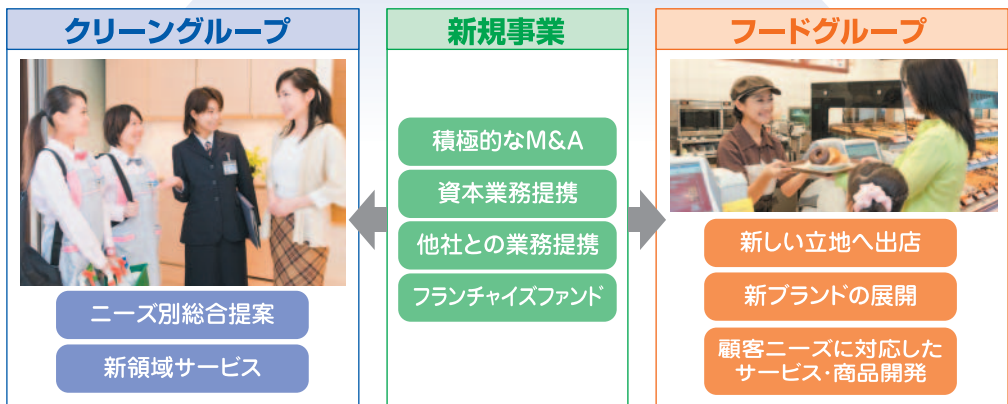 クリーングループ
ニーズ別総合提案
新領域サービス
新規事業
積極的なM&A
資本業務提携
他社との業務提携
フランチャイズファンド
フードグループ
新しい立地へ出店
新ブランドの展開
顧客ニーズに対応した
サービス・商品開発